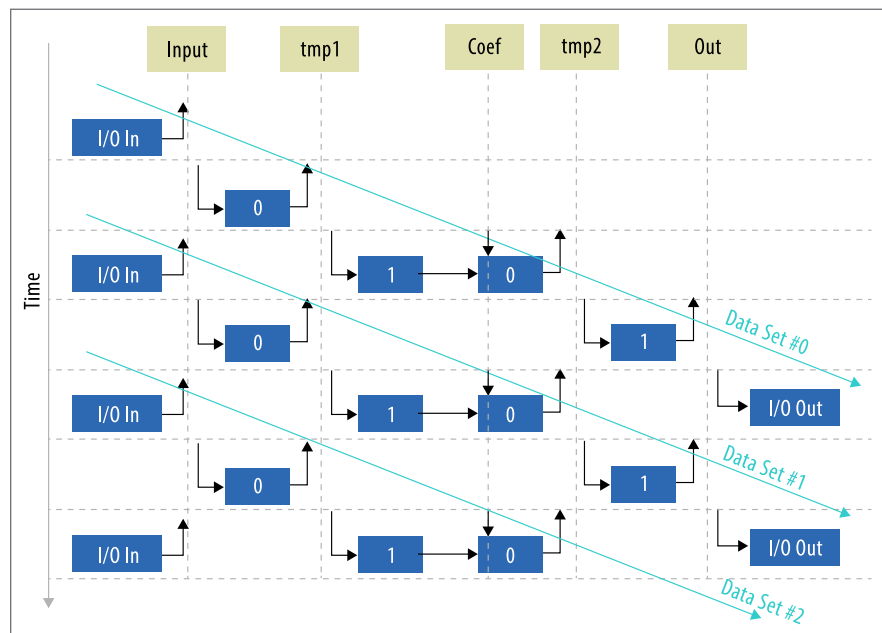 Input tmp1 Coef tmp2 Out
I/O In
0
I/O In 1 0
Time
0 1
Data Set #0
I/O In 1 0 I/O Out
0 1
Data Set #1
I/O In 1 0 I/O Out
Data Set #2